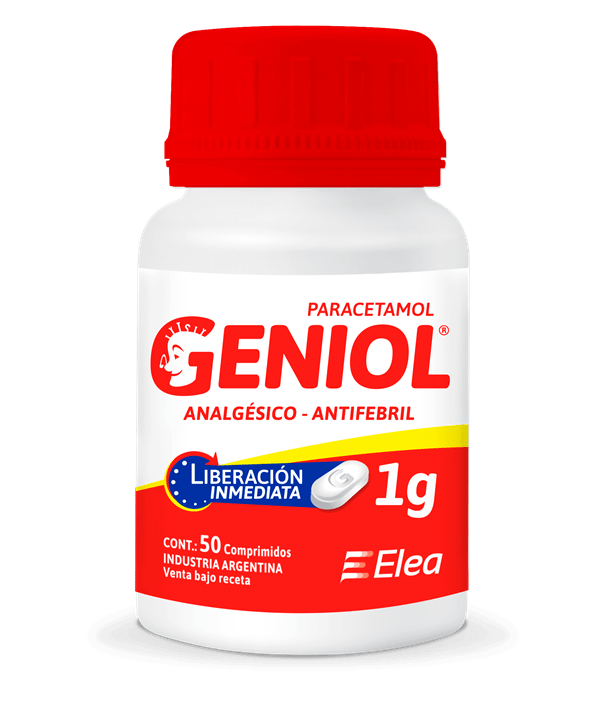 PARACETAMOL
GENIOL®
ANALGÉSICO - ANTIFEBRIL
LIBERACIÓN
INMEDIATA
G
1g
CONT.: 50 Comprimidos
INDUSTRIA ARGENTINA
Venta bajo receta
Elea